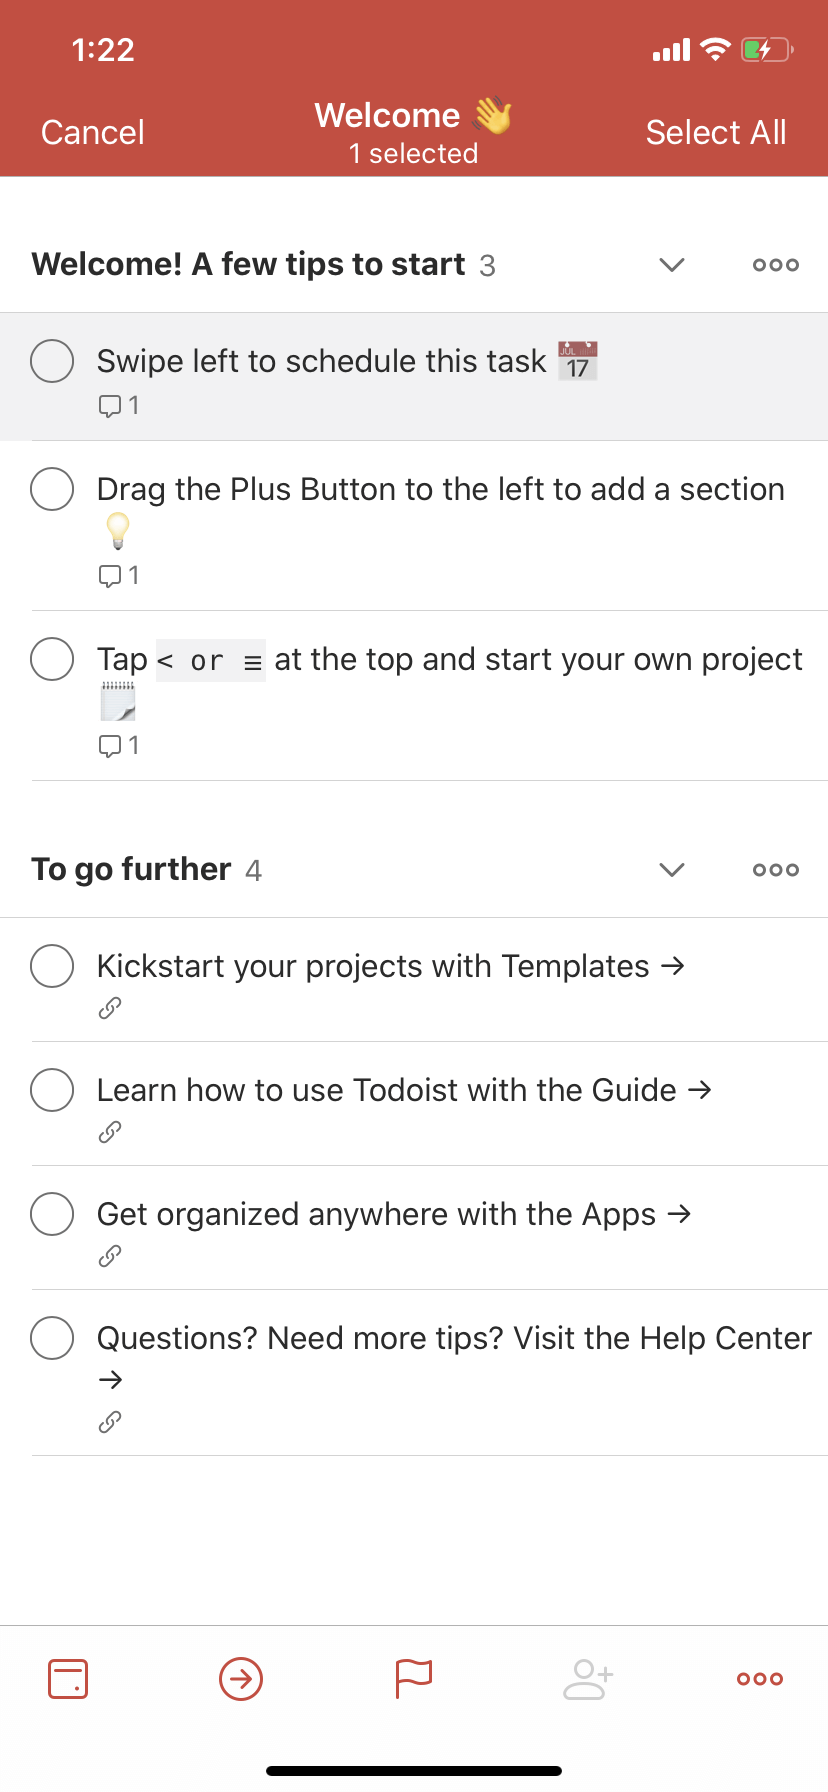 1:22
Cancel
Welcome 👋
1 selected
Select All
Welcome! A few tips to start 3
Swipe left to schedule this task 📅
JUL
17
1
Drag the Plus Button to the left to add a section
💡
1
Tap < or ≡ at the top and start your own project
🗒️
1
To go further 4
Kickstart your projects with Templates →
Learn how to use Todoist with the Guide →
Get organized anywhere with the Apps →
Questions? Need more tips? Visit the Help Center
→